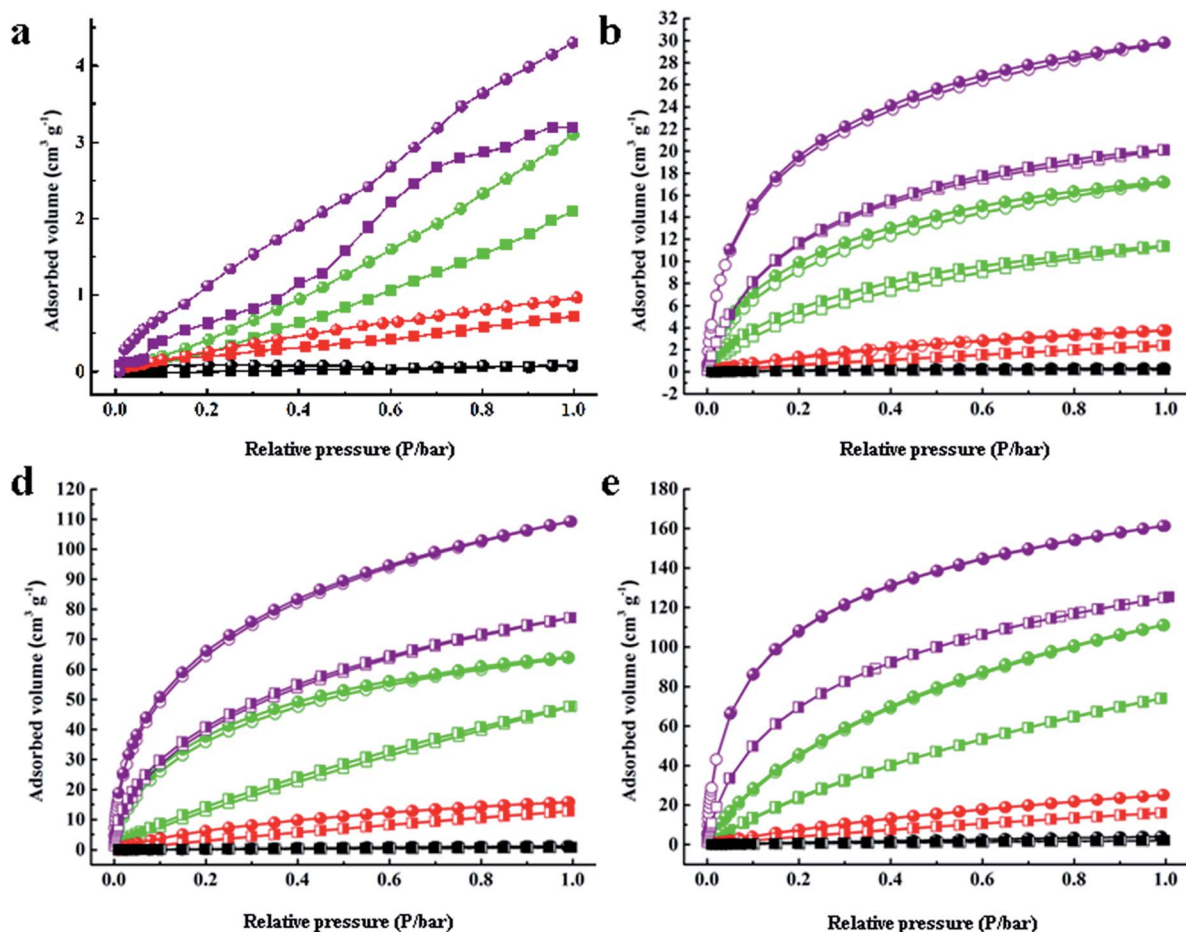 a
Adsorbed volume (cm³ g⁻¹)
4
3
2
1
0
0.0 0.2 0.4 0.6 0.8 1.0
Relative pressure (P/bar)
b
Adsorbed volume (cm³ g⁻¹)
32
30
28
26
24
22
20
18
16
14
12
10
8
6
4
2
0
-2
0.0 0.2 0.4 0.6 0.8 1.0
Relative pressure (P/bar)
d
Adsorbed volume (cm³ g⁻¹)
120
110
100
90
80
70
60
50
40
30
20
10
0
0.0 0.2 0.4 0.6 0.8 1.0
Relative pressure (P/bar)
e
Adsorbed volume (cm³ g⁻¹)
180
160
140
120
100
80
60
40
20
0
0.0 0.2 0.4 0.6 0.8 1.0
Relative pressure (P/bar)